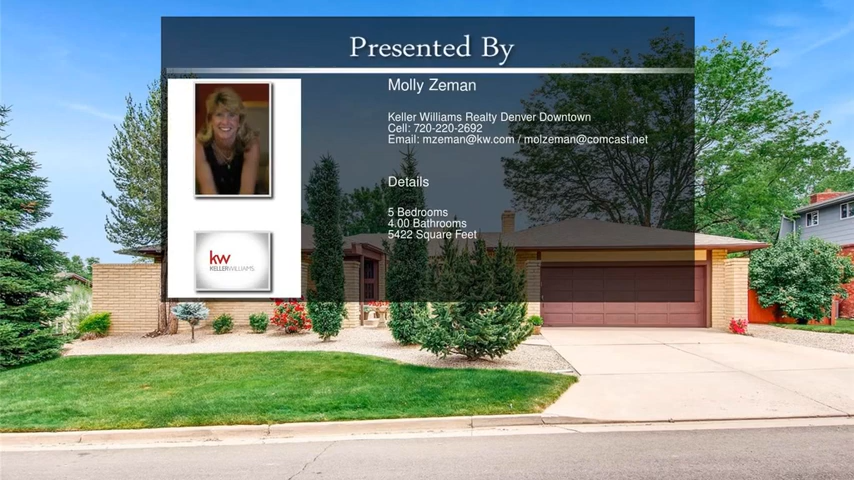 Presented By
Molly Zeman
Keller Williams Realty Denver Downtown
Cell: 720-220-2692
Email: mzeman@kw.com / molzeman@comcast.net
Details
5 Bedrooms
4.00 Bathrooms
5422 Square Feet
kw
KELLERWILLIAMS